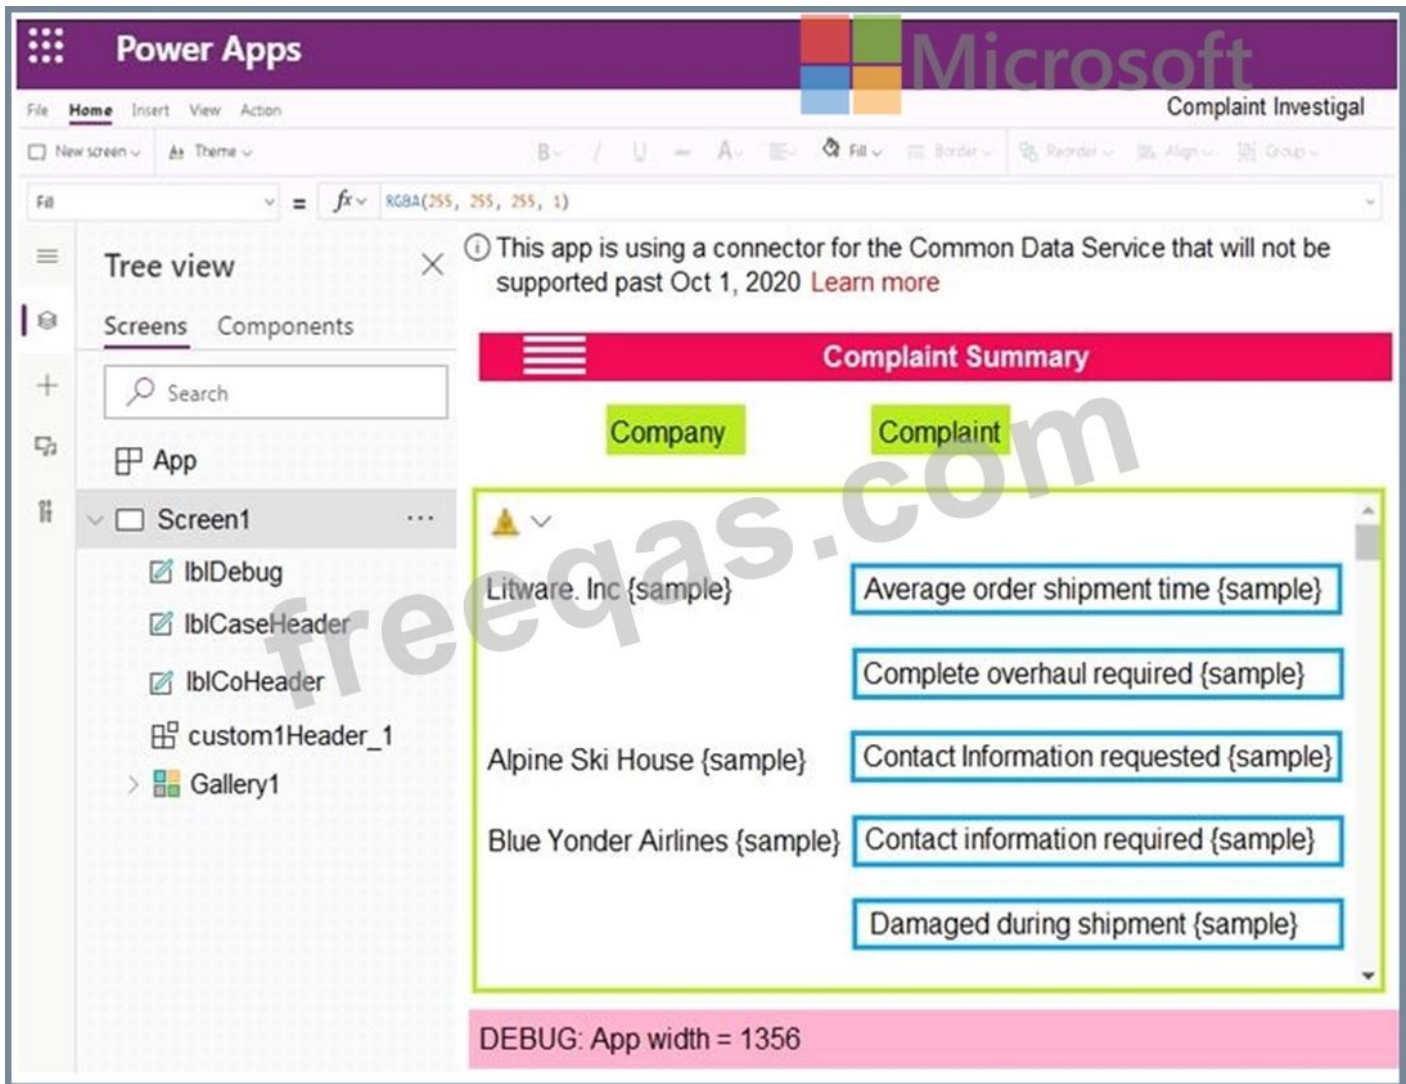 Power Apps
Microsoft
File Home Insert View Action
Complaint Investigal
New screen Theme B / U A Fill Border Reorder Align Group
Fill = fx RGBA(255, 255, 255, 1)
Tree view
This app is using a connector for the Common Data Service that will not be
supported past Oct 1, 2020 Learn more
Screens Components
Complaint Summary
Search
Company Complaint
App
Screen1 ...
lblDebug
lblCaseHeader
lblCoHeader
custom1Header_1
Gallery1
Litware. Inc {sample} Average order shipment time {sample}
Complete overhaul required {sample}
Alpine Ski House {sample} Contact Information requested {sample}
Blue Yonder Airlines {sample} Contact information required {sample}
Damaged during shipment {sample}
DEBUG: App width = 1356
freeqas.com